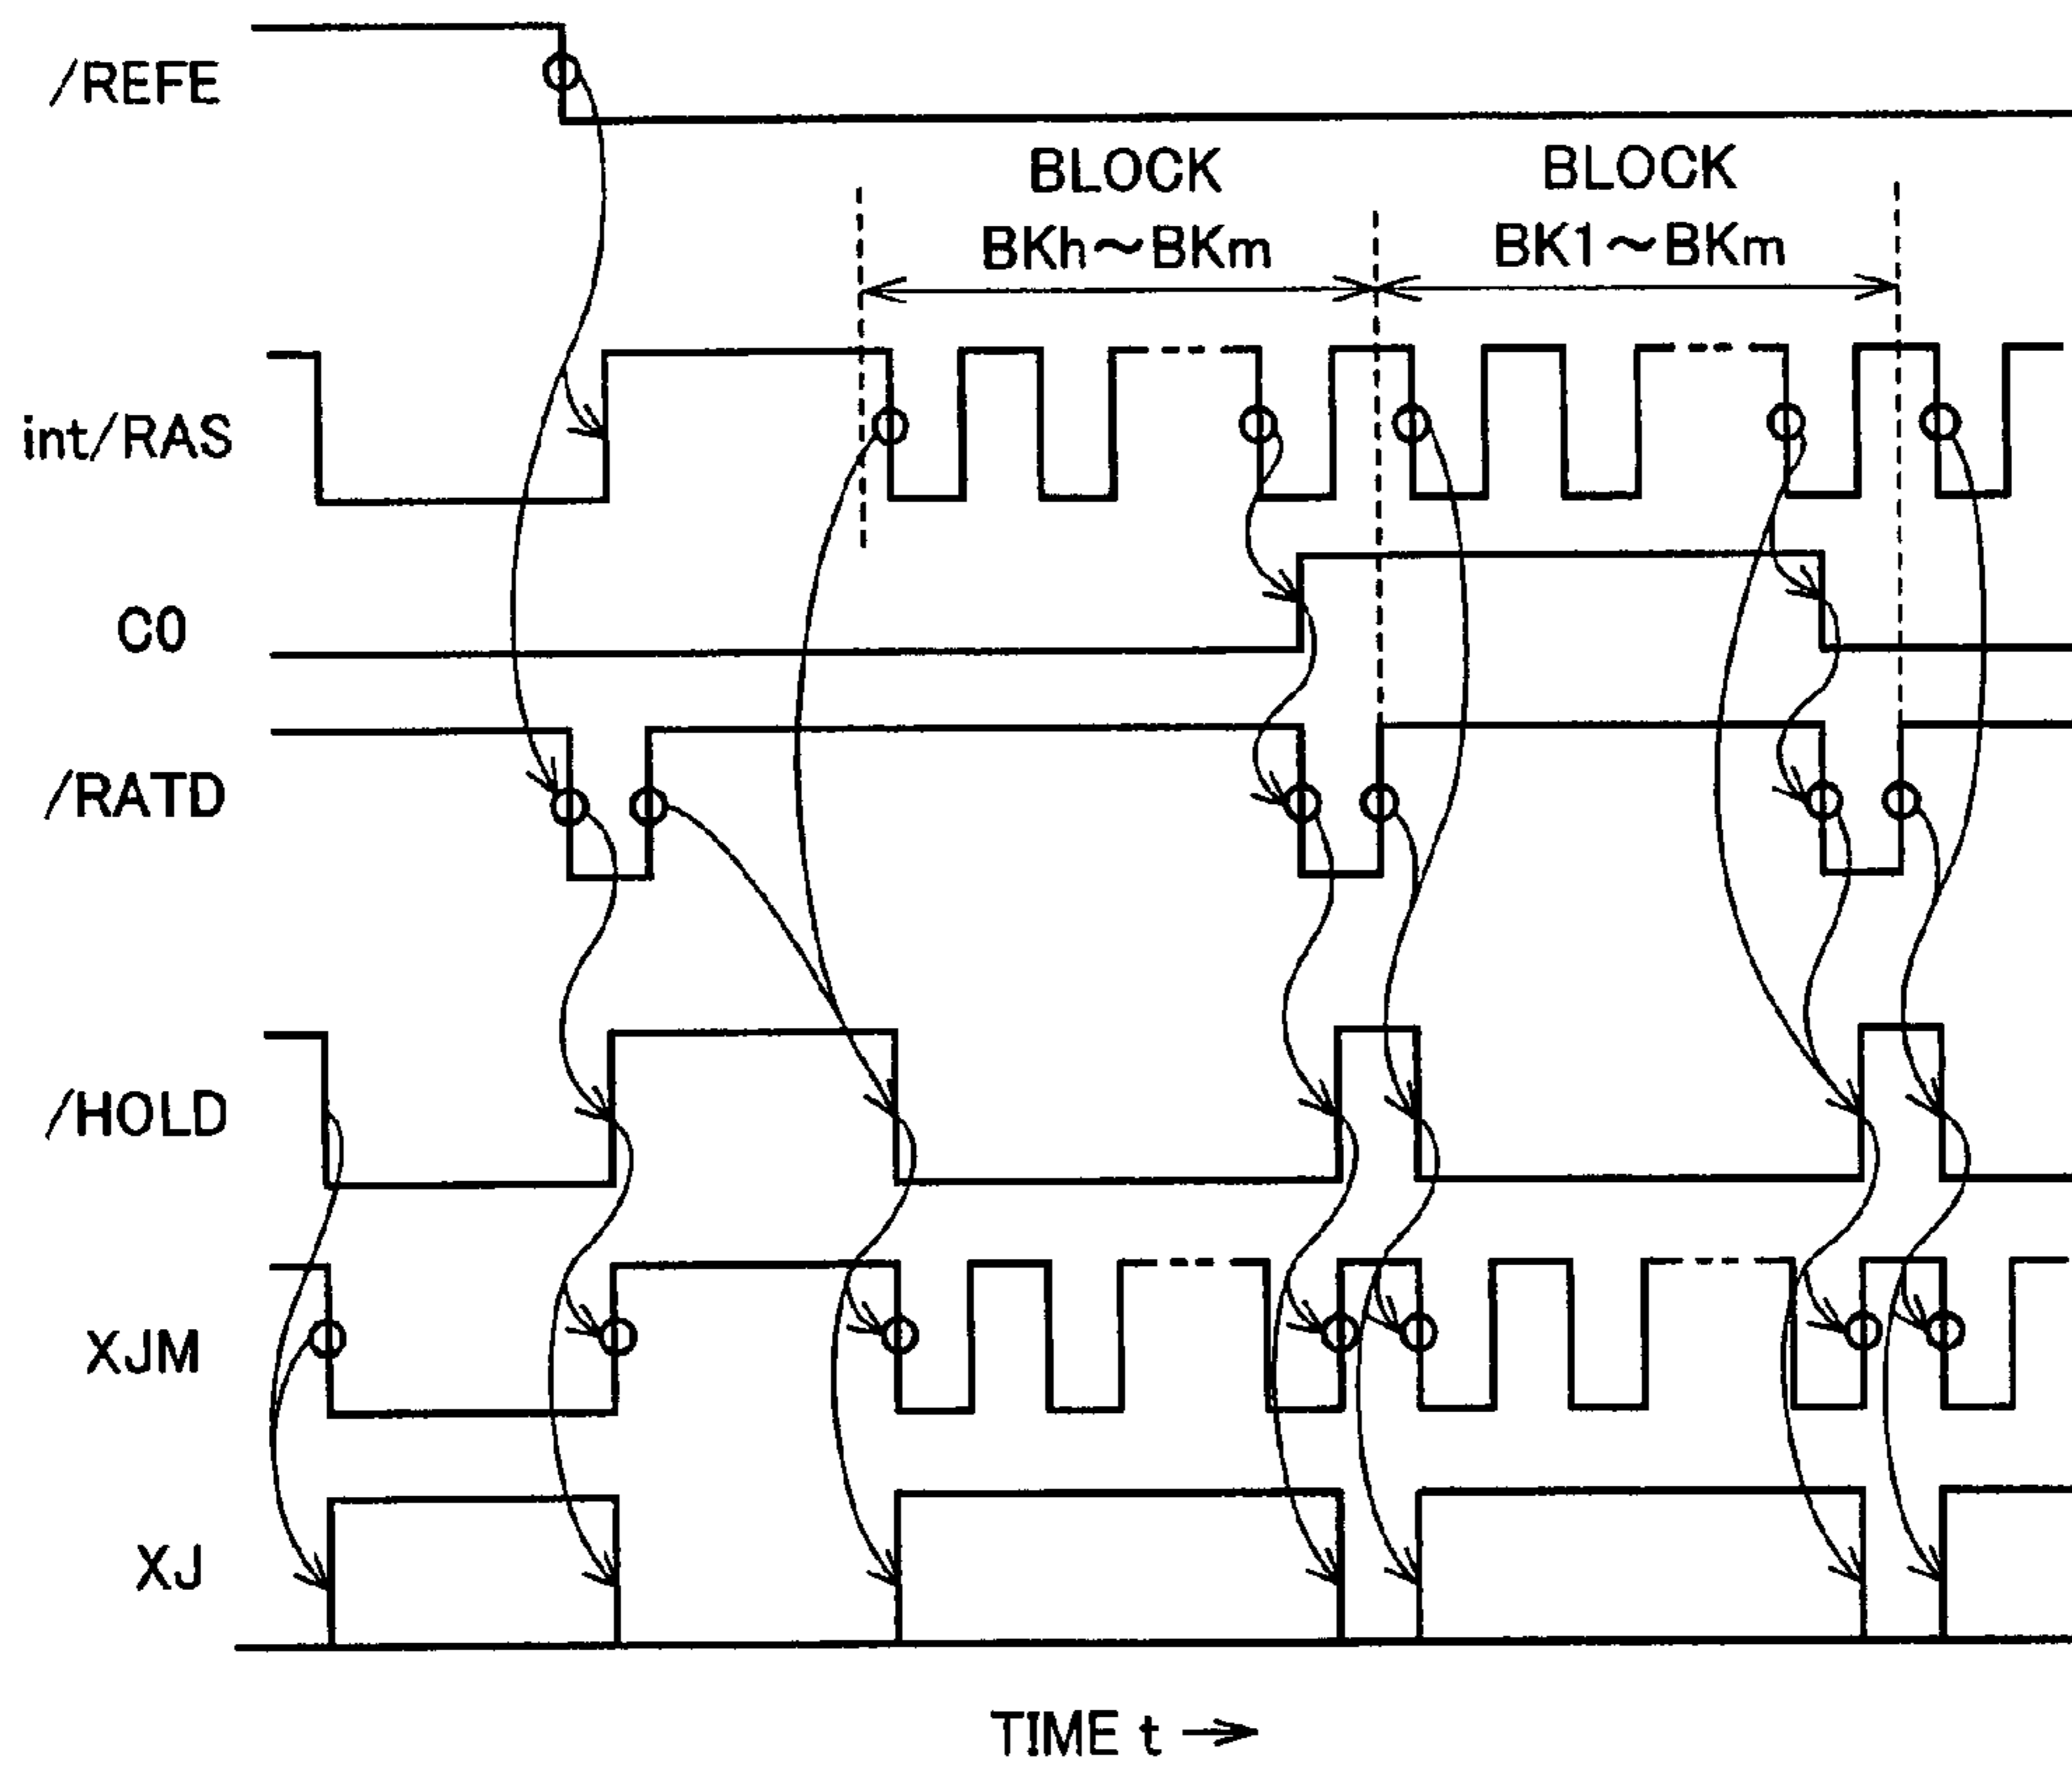 /REFE
BLOCK
BKh~BKm
BLOCK
BK1~BKm
int/RAS
C0
/RATD
/HOLD
XJM
XJ
TIME t →